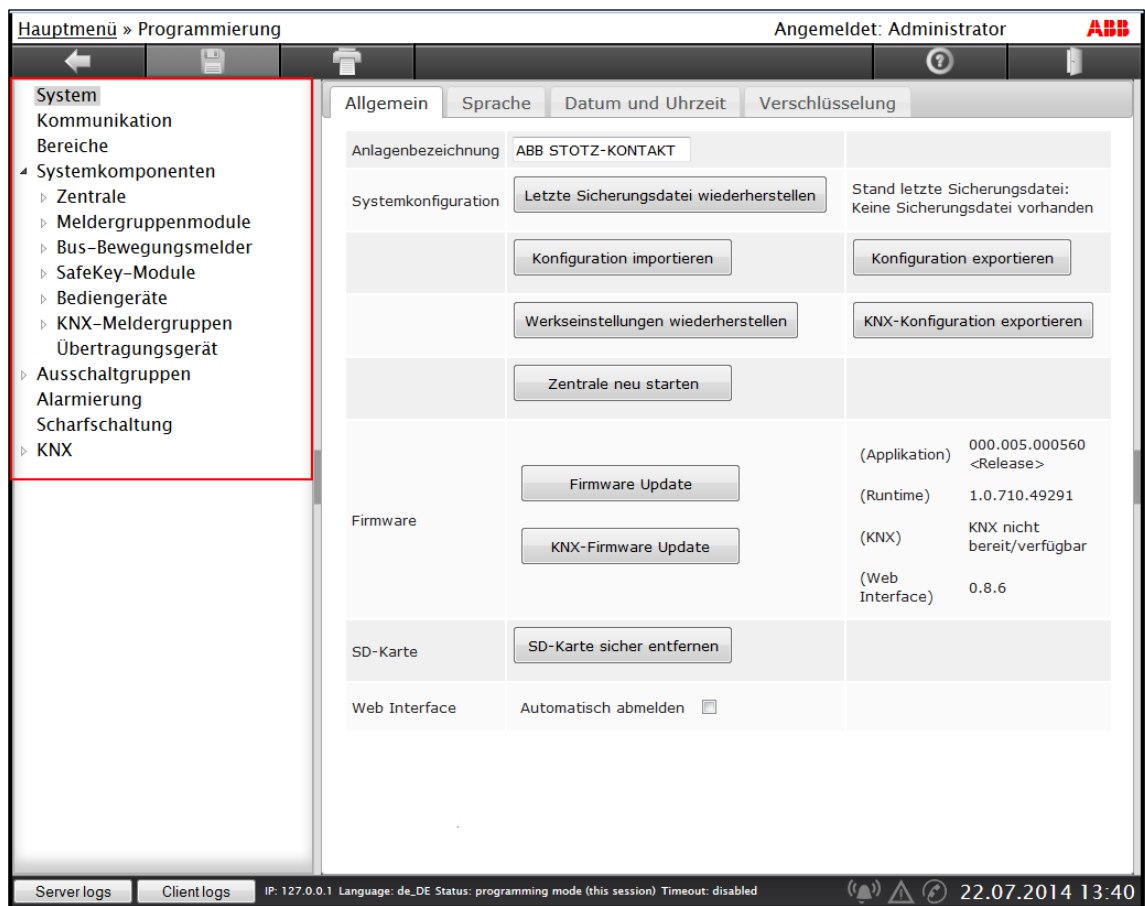 Hauptmenü » Programmierung
Angemeldet: Administrator
ABB
System
Kommunikation
Bereiche
Systemkomponenten
Zentrale
Meldergruppenmodule
Bus-Bewegungsmelder
SafeKey-Module
Bediengeräte
KNX-Meldergruppen
Übertragungsgerät
Ausschaltgruppen
Alarmierung
Scharfschaltung
KNX
Allgemein
Sprache
Datum und Uhrzeit
Verschlüsselung
Anlagenbezeichnung
ABB STOTZ-KONTAKT
Systemkonfiguration
Letzte Sicherungsdatei wiederherstellen
Stand letzte Sicherungsdatei:
Keine Sicherungsdatei vorhanden
Konfiguration importieren
Konfiguration exportieren
Werkseinstellungen wiederherstellen
KNX-Konfiguration exportieren
Zentrale neu starten
Firmware
Firmware Update
KNX-Firmware Update
(Applikation)
000.005.000560
<Release>
(Runtime)
1.0.710.49291
(KNX)
KNX nicht
bereit/verfügbar
(Web
Interface)
0.8.6
SD-Karte
SD-Karte sicher entfernen
Web Interface
Automatisch abmelden
Server logs
Client logs
IP: 127.0.0.1 Language: de_DE Status: programming mode (this session) Timeout: disabled
22.07.2014 13:40